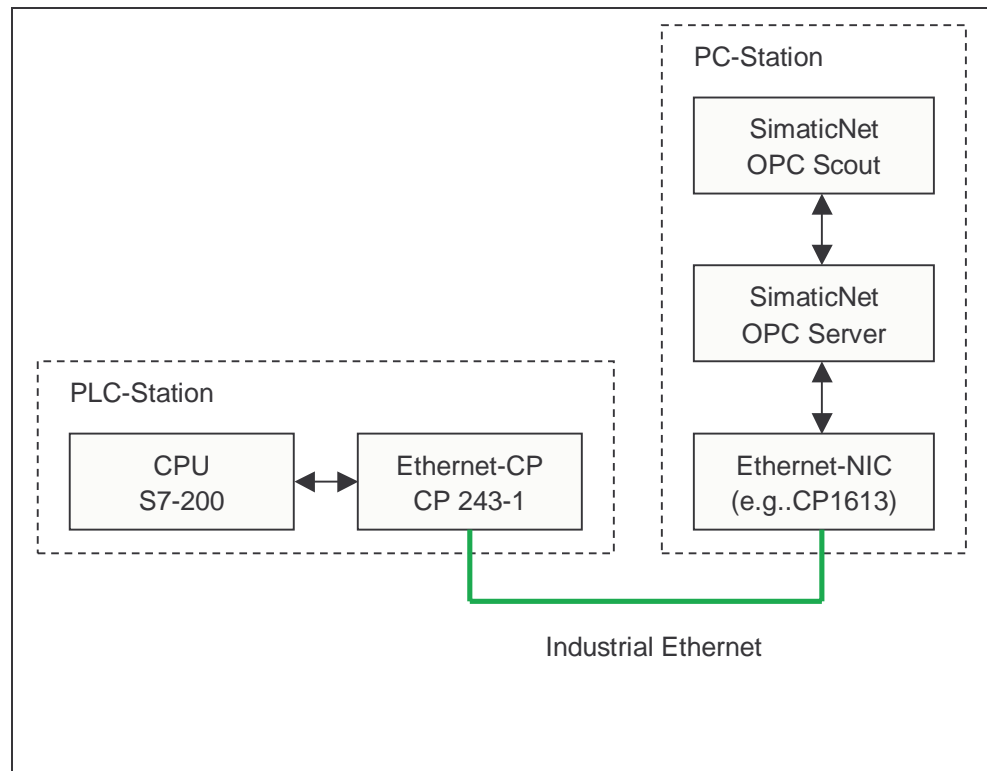 PC-Station
SimaticNet
OPC Scout
SimaticNet
OPC Server
PLC-Station
CPU
S7-200
Ethernet-CP
CP 243-1
Ethernet-NIC
(e.g..CP1613)
Industrial Ethernet